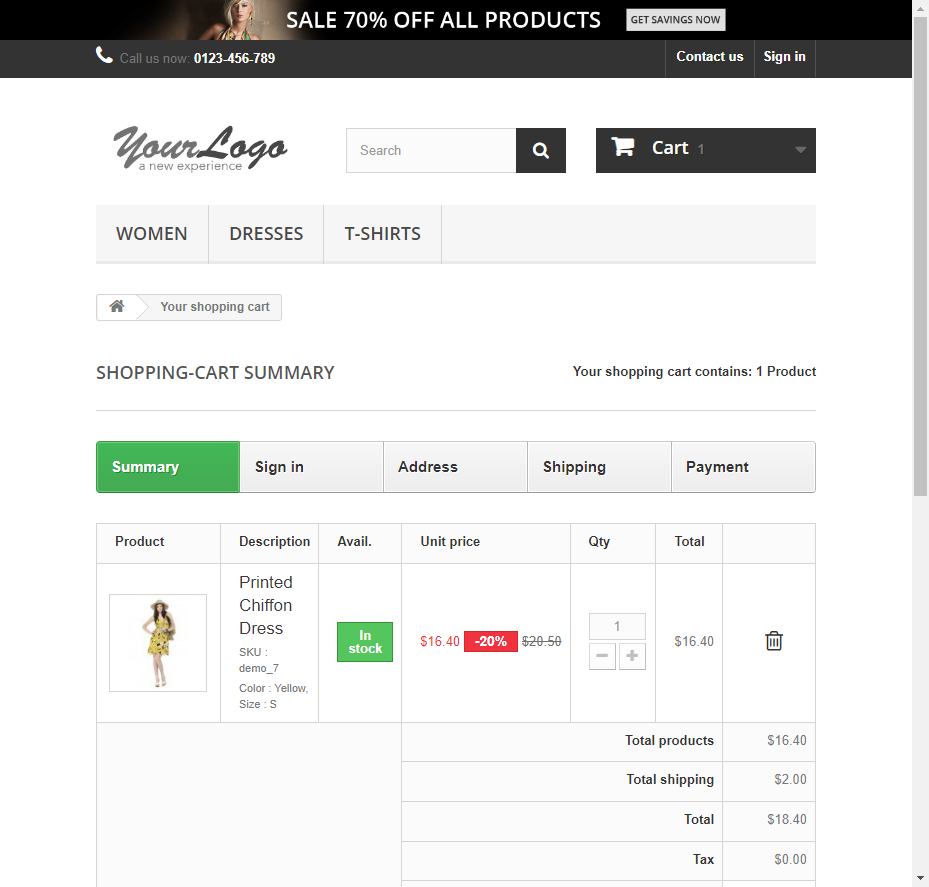 SALE 70% OFF ALL PRODUCTS GET SAVINGS NOW
Call us now: 0123-456-789 Contact us Sign in
YourLogo
a new experience
Search
Cart 1
WOMEN DRESSES T-SHIRTS
Your shopping cart
SHOPPING-CART SUMMARY Your shopping cart contains: 1 Product
Summary Sign in Address Shipping Payment
Product Description Avail. Unit price Qty Total
Printed
Chiffon
Dress
SKU :
demo_7
Color : Yellow,
Size : S
In
stock
$16.40 -20% $20.50
1
$16.40
Total products $16.40
Total shipping $2.00
Total $18.40
Tax $0.00